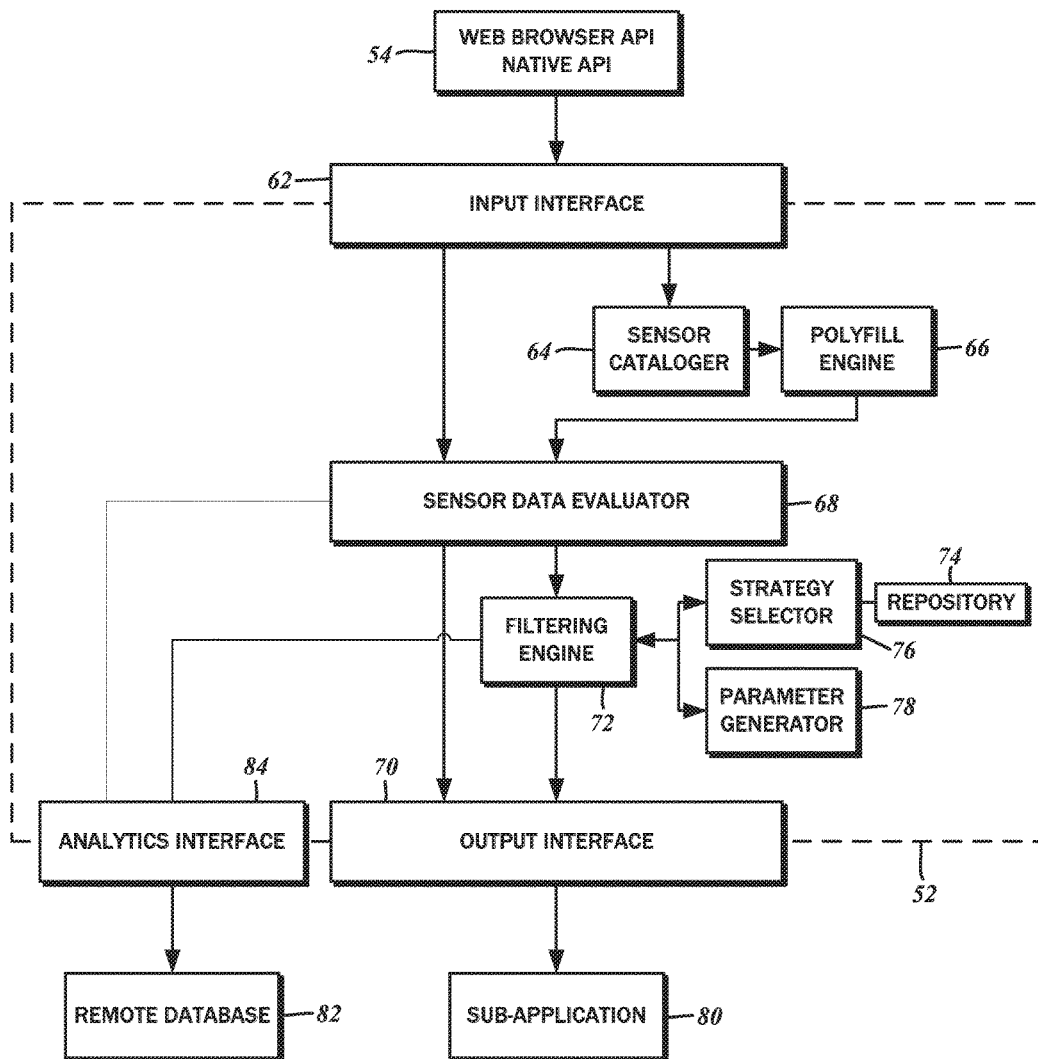 WEB BROWSER API
NATIVE API
54
62
INPUT INTERFACE
64
SENSOR
CATALOGER
POLYFILL
ENGINE
66
SENSOR DATA EVALUATOR
68
STRATEGY
SELECTOR
74
REPOSITORY
76
FILTERING
ENGINE
72
PARAMETER
GENERATOR
78
84
70
ANALYTICS INTERFACE
OUTPUT INTERFACE
52
REMOTE DATABASE
82
SUB-APPLICATION
80